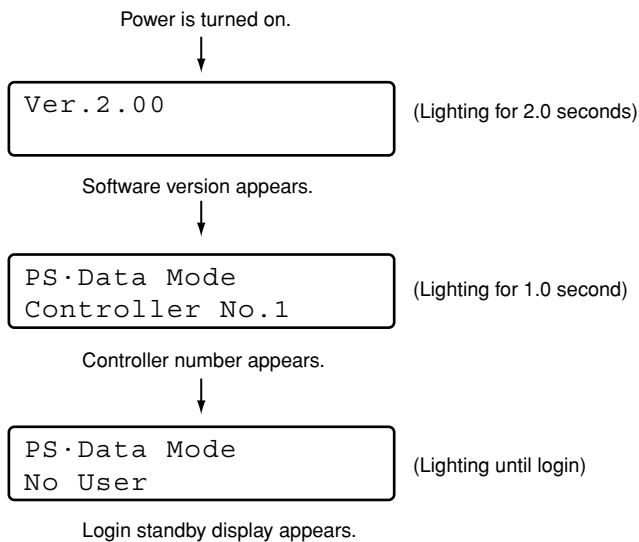 Power is turned on.
Ver.2.00
(Lighting for 2.0 seconds)
Software version appears.
PS·Data Mode
Controller No.1
(Lighting for 1.0 second)
Controller number appears.
PS·Data Mode
No User
(Lighting until login)
Login standby display appears.